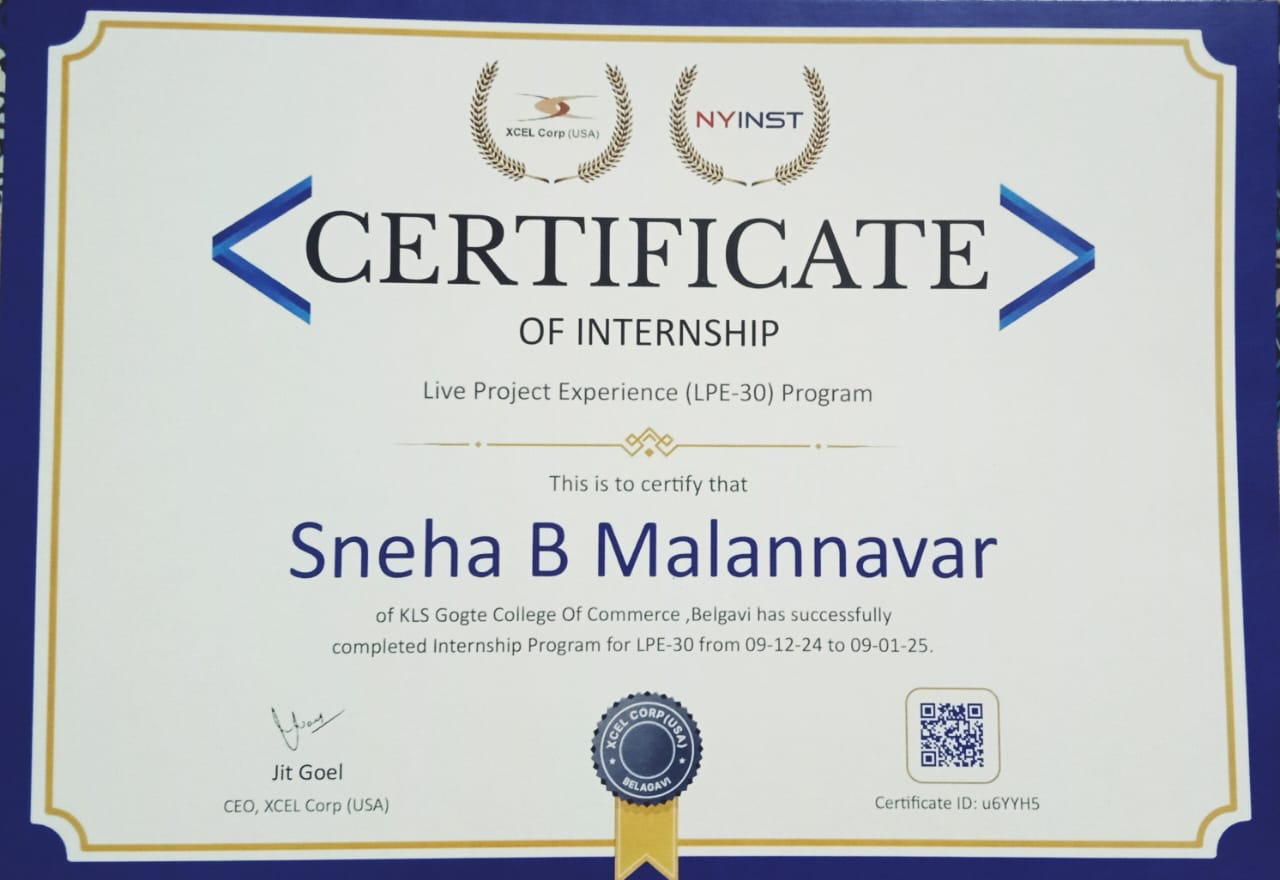 XCEL Corp (USA)
NYINST
CERTIFICATE
OF INTERNSHIP
Live Project Experience (LPE-30) Program
This is to certify that
Sneha B Malannavar
of KLS Gogte College Of Commerce ,Belgavi has successfully
completed Internship Program for LPE-30 from 09-12-24 to 09-01-25.
Jit Goel
CEO, XCEL Corp (USA)
XCEL CORP(USA)
BELAGAVI
Certificate ID: u6YYH5